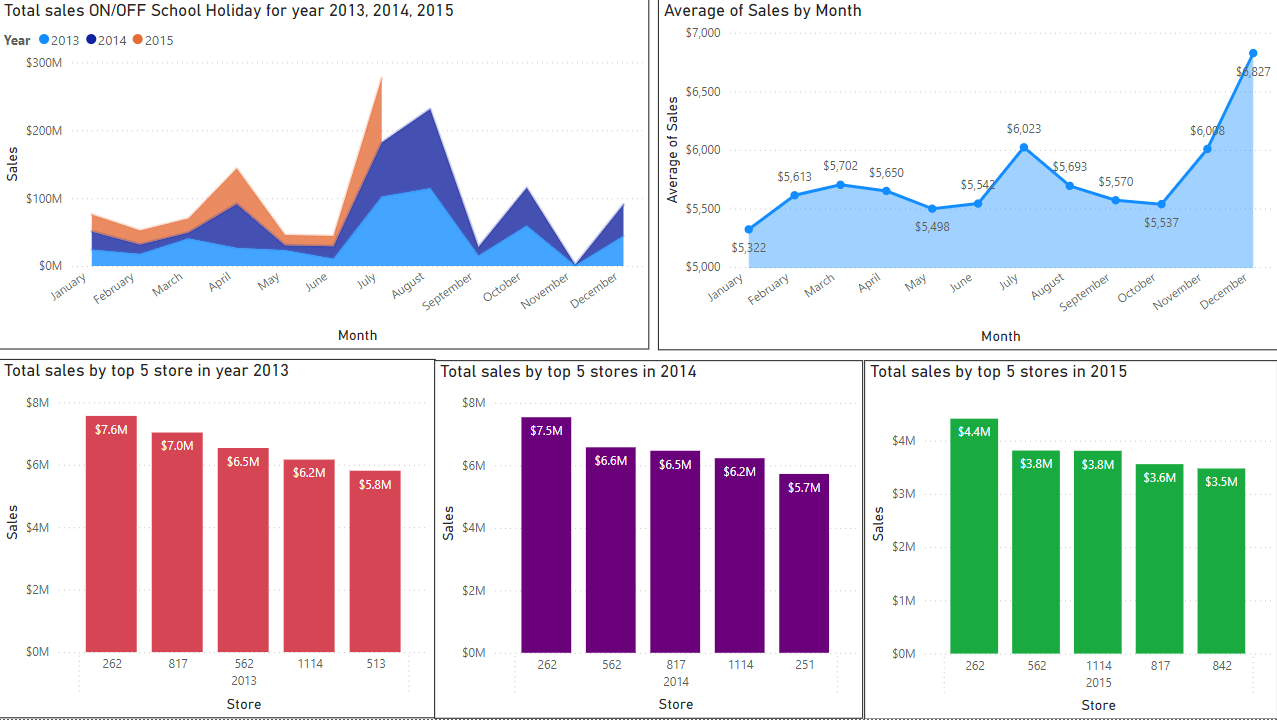 Total sales ON/OFF School Holiday for year 2013, 2014, 2015
Year 2013 2014 2015
$300M
$200M
$100M
$0M
Sales
January February March April May June July August September October November December
Month
Average of Sales by Month
$7,000
$6,500
$6,000
$5,500
$5,000
Average of Sales
$5,322
$5,613
$5,702
$5,650
$5,498
$5,542
$6,023
$5,693
$5,570
$5,537
$6,008
$6,827
January February March April May June July August September October November December
Month
Total sales by top 5 store in year 2013
$8M
$6M
$4M
$2M
$0M
Sales
$7.6M $7.0M $6.5M $6.2M $5.8M
262 817 562 1114 513
2013
Store
Total sales by top 5 stores in 2014
$8M
$6M
$4M
$2M
$0M
Sales
$7.5M $6.6M $6.5M $6.2M $5.7M
262 562 817 1114 251
2014
Store
Total sales by top 5 stores in 2015
$4M
$3M
$2M
$1M
$0M
Sales
$4.4M $3.8M $3.8M $3.6M $3.5M
262 562 1114 817 842
2015
Store